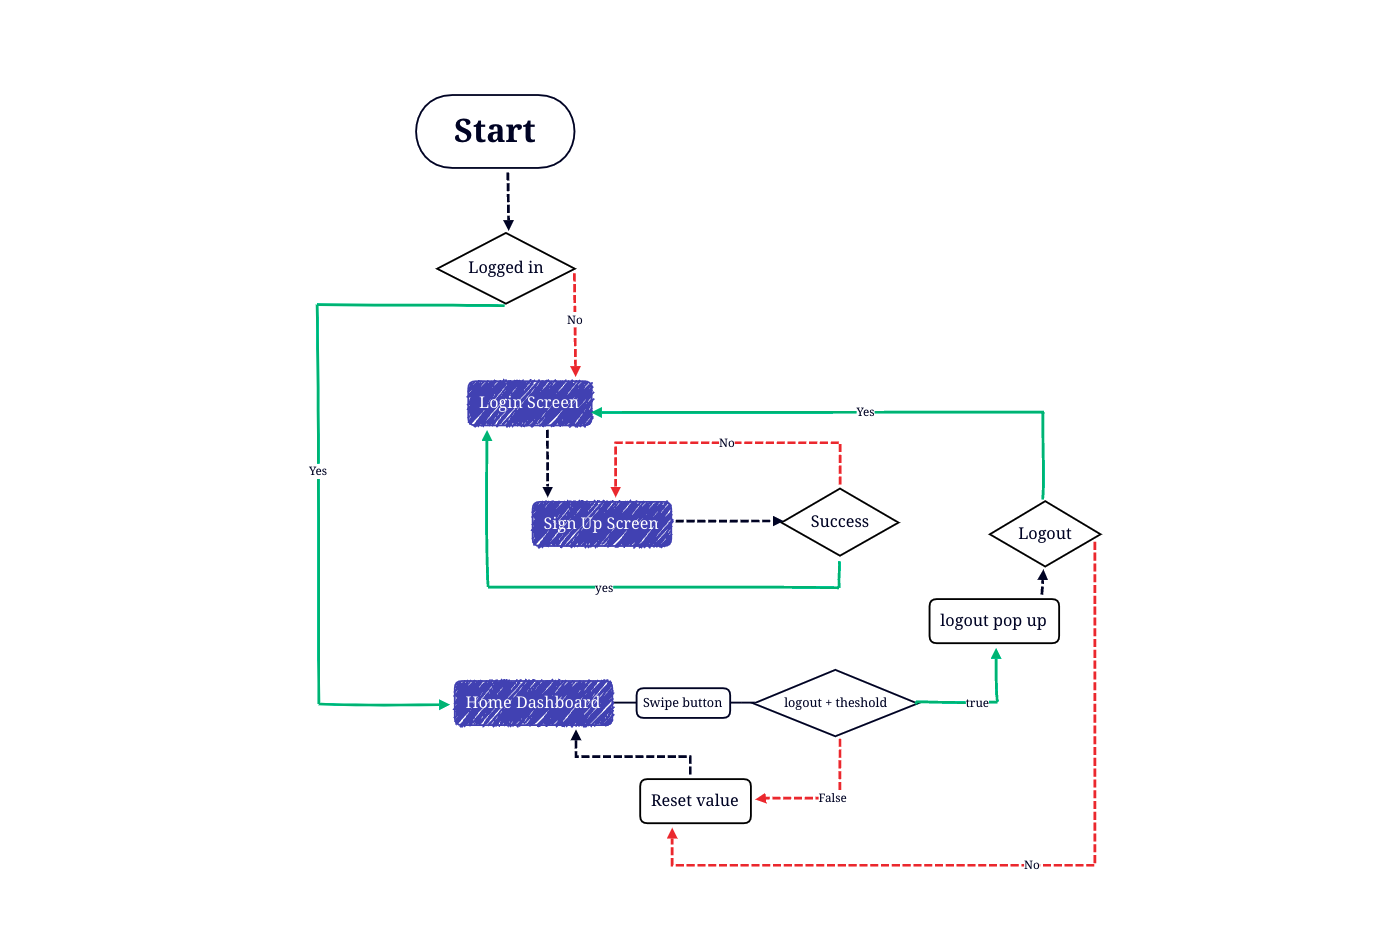 Start
Logged in
No
Login Screen
Yes
No
Yes
Sign Up Screen
Success
Logout
yes
logout pop up
Home Dashboard
Swipe button
logout + theshold
true
Reset value
False
No